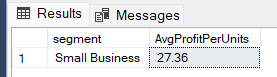 Results Messages
segment AvgProfitPerUnits
1 Small Business 27.36